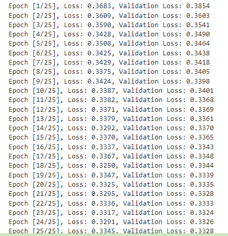 Epoch [1/25], Loss: 0.3683, Validation Loss: 0.3854
Epoch [2/25], Loss: 0.3609, Validation Loss: 0.3603
Epoch [3/25], Loss: 0.3590, Validation Loss: 0.3541
Epoch [4/25], Loss: 0.3428, Validation Loss: 0.3490
Epoch [5/25], Loss: 0.3508, Validation Loss: 0.3464
Epoch [6/25], Loss: 0.3425, Validation Loss: 0.3438
Epoch [7/25], Loss: 0.3429, Validation Loss: 0.3418
Epoch [8/25], Loss: 0.3375, Validation Loss: 0.3405
Epoch [9/25], Loss: 0.3424, Validation Loss: 0.3398
Epoch [10/25], Loss: 0.3387, Validation Loss: 0.3401
Epoch [11/25], Loss: 0.3382, Validation Loss: 0.3368
Epoch [12/25], Loss: 0.3371, Validation Loss: 0.3369
Epoch [13/25], Loss: 0.3379, Validation Loss: 0.3361
Epoch [14/25], Loss: 0.3292, Validation Loss: 0.3370
Epoch [15/25], Loss: 0.3370, Validation Loss: 0.3365
Epoch [16/25], Loss: 0.3337, Validation Loss: 0.3343
Epoch [17/25], Loss: 0.3367, Validation Loss: 0.3348
Epoch [18/25], Loss: 0.3250, Validation Loss: 0.3344
Epoch [19/25], Loss: 0.3347, Validation Loss: 0.3339
Epoch [20/25], Loss: 0.3325, Validation Loss: 0.3335
Epoch [21/25], Loss: 0.3295, Validation Loss: 0.3328
Epoch [22/25], Loss: 0.3336, Validation Loss: 0.3333
Epoch [23/25], Loss: 0.3317, Validation Loss: 0.3324
Epoch [24/25], Loss: 0.3291, Validation Loss: 0.3326
Epoch [25/25], Loss: 0.3345, Validation Loss: 0.3328